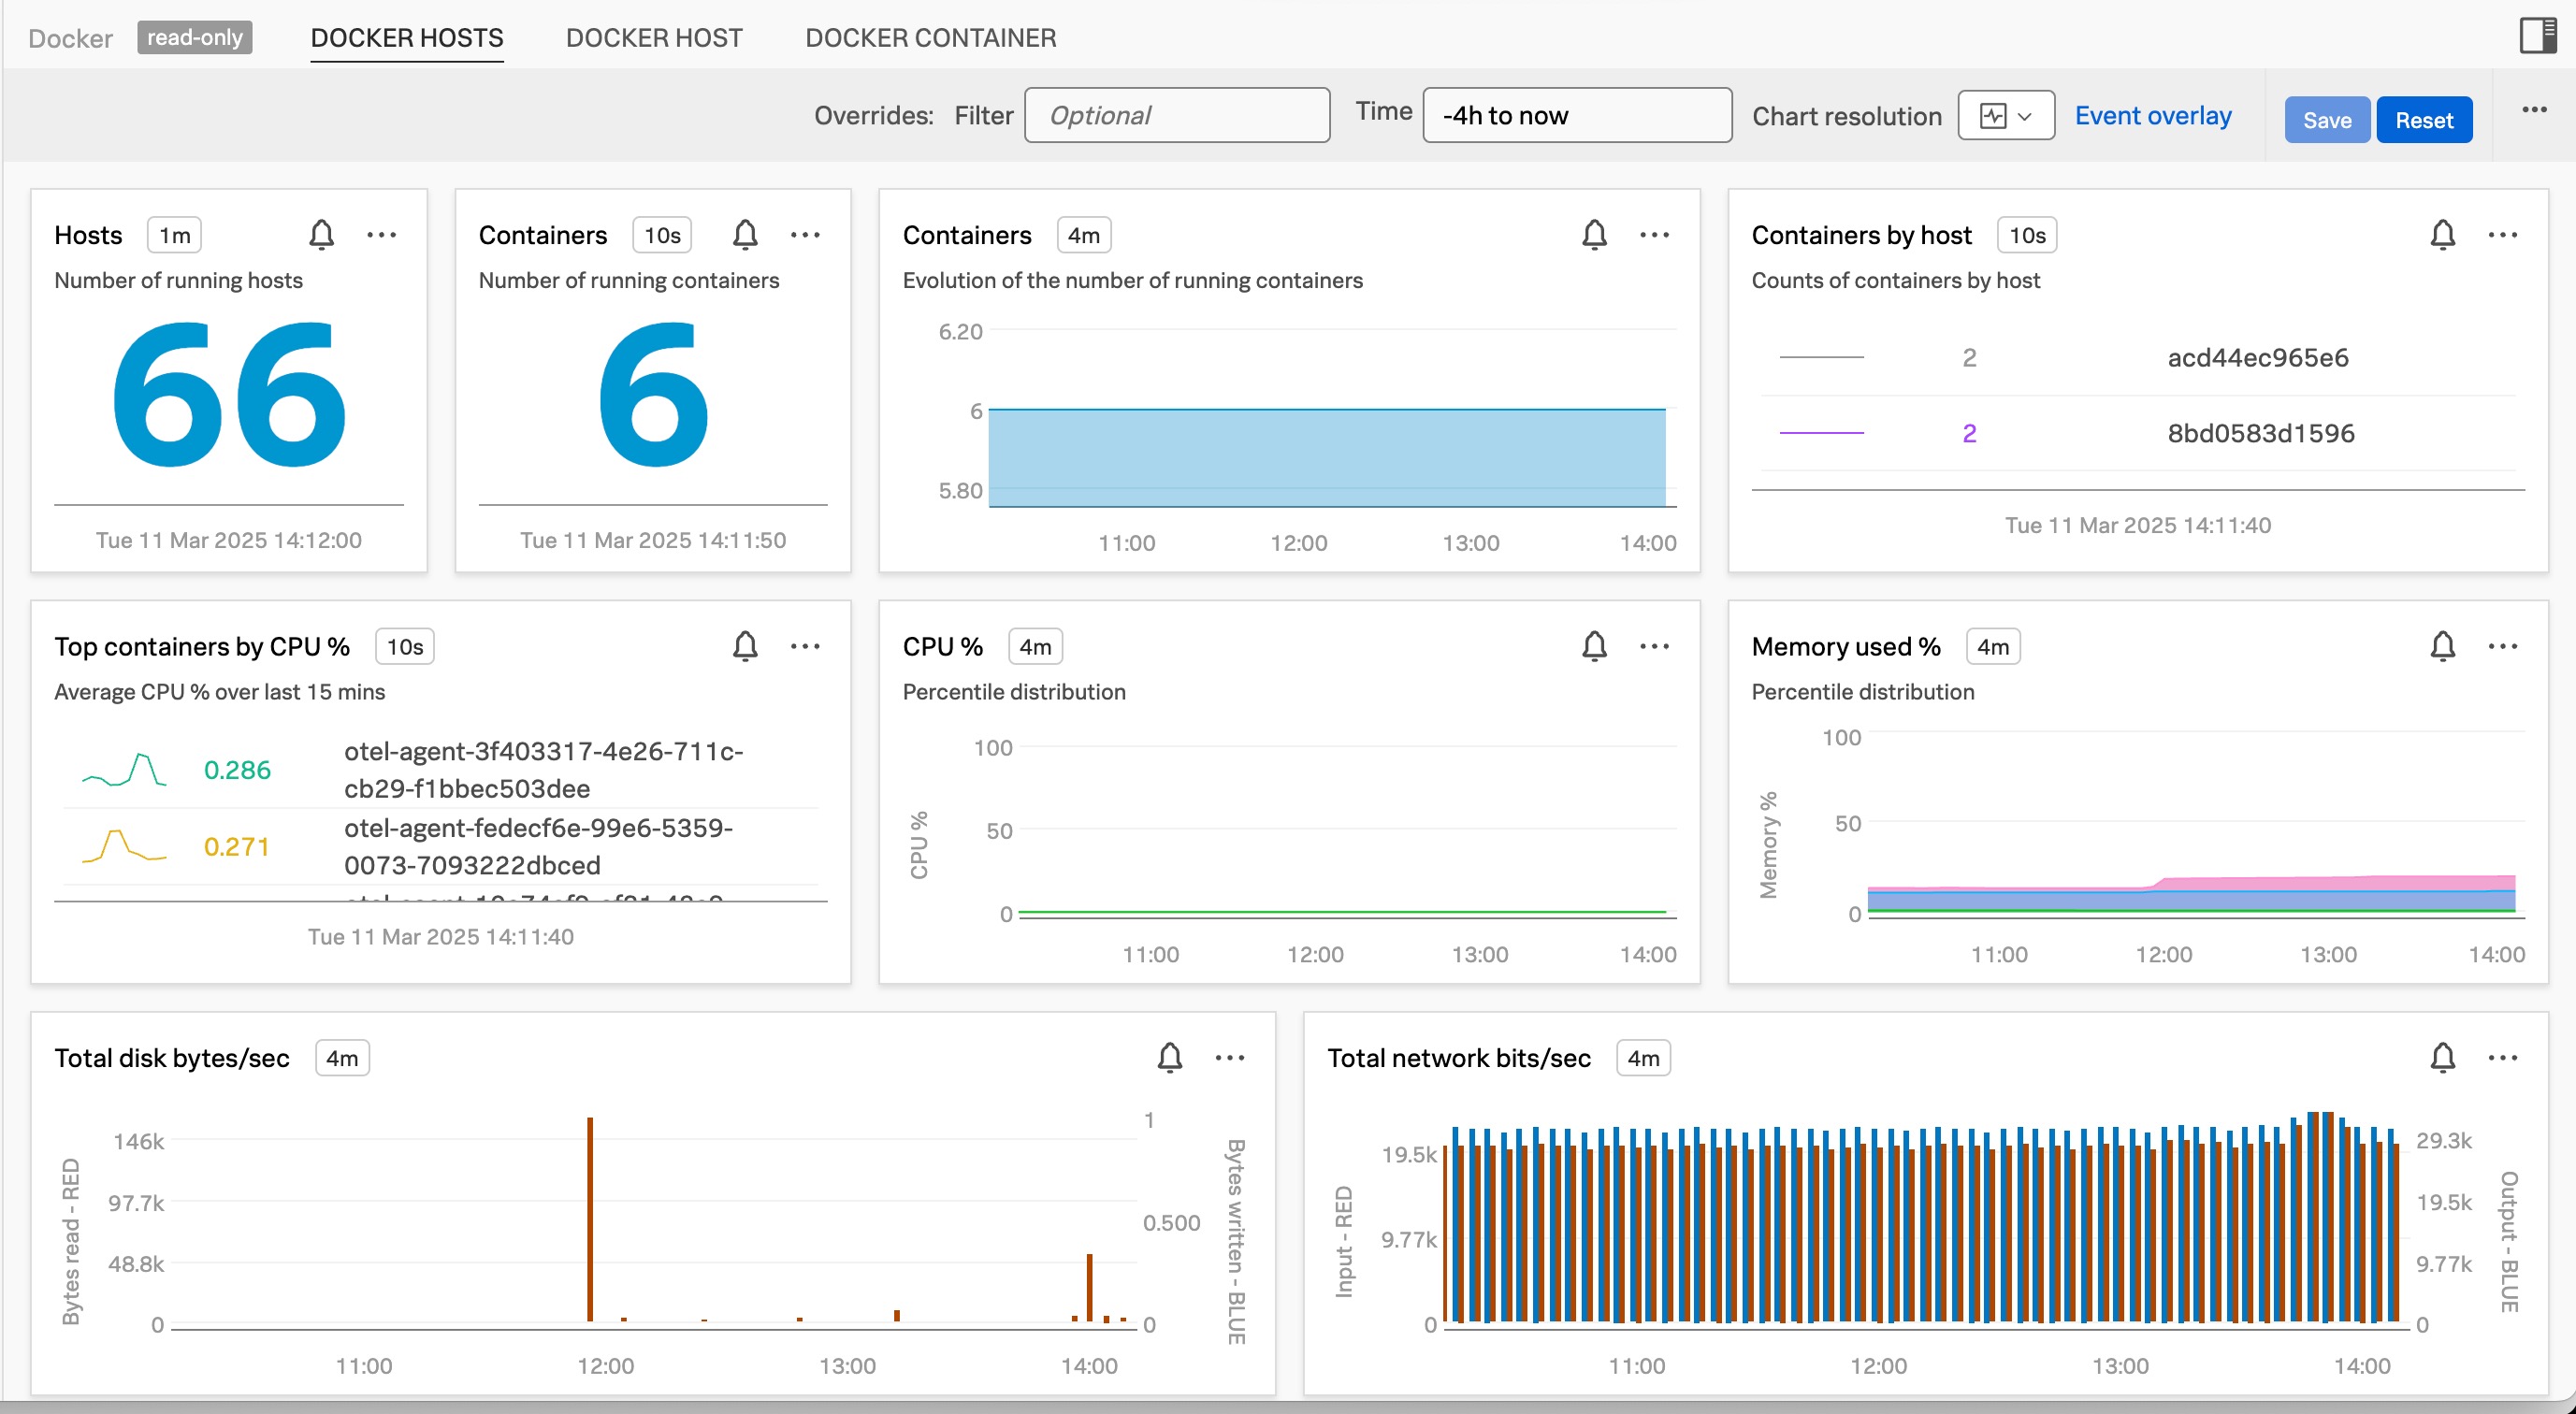 Docker read-only DOCKER HOSTS DOCKER HOST DOCKER CONTAINER
Overrides: Filter Optional Time -4h to now Chart resolution Event overlay Save Reset
Hosts 1m
Number of running hosts
66
Tue 11 Mar 2025 14:12:00
Containers 10s
Number of running containers
6
Tue 11 Mar 2025 14:11:50
Containers 4m
Evolution of the number of running containers
6.20
6
5.80
11:00 12:00 13:00 14:00
Containers by host 10s
Counts of containers by host
2 acd44ec965e6
2 8bd0583d1596
Tue 11 Mar 2025 14:11:40
Top containers by CPU % 10s
Average CPU % over last 15 mins
0.286 otel-agent-3f403317-4e26-711c-
cb29-f1bbec503dee
0.271 otel-agent-fedecf6e-99e6-5359-
0073-7093222dbced
Tue 11 Mar 2025 14:11:40
CPU % 4m
Percentile distribution
CPU %
100
50
0
11:00 12:00 13:00 14:00
Memory used % 4m
Percentile distribution
Memory %
100
50
0
11:00 12:00 13:00 14:00
Total disk bytes/sec 4m
Bytes read - RED
146k
97.7k
48.8k
0
1
0.500
0
Bytes written - BLUE
11:00 12:00 13:00 14:00
Total network bits/sec 4m
Input - RED
19.5k
9.77k
0
29.3k
19.5k
9.77k
0
Output - BLUE
11:00 12:00 13:00 14:00